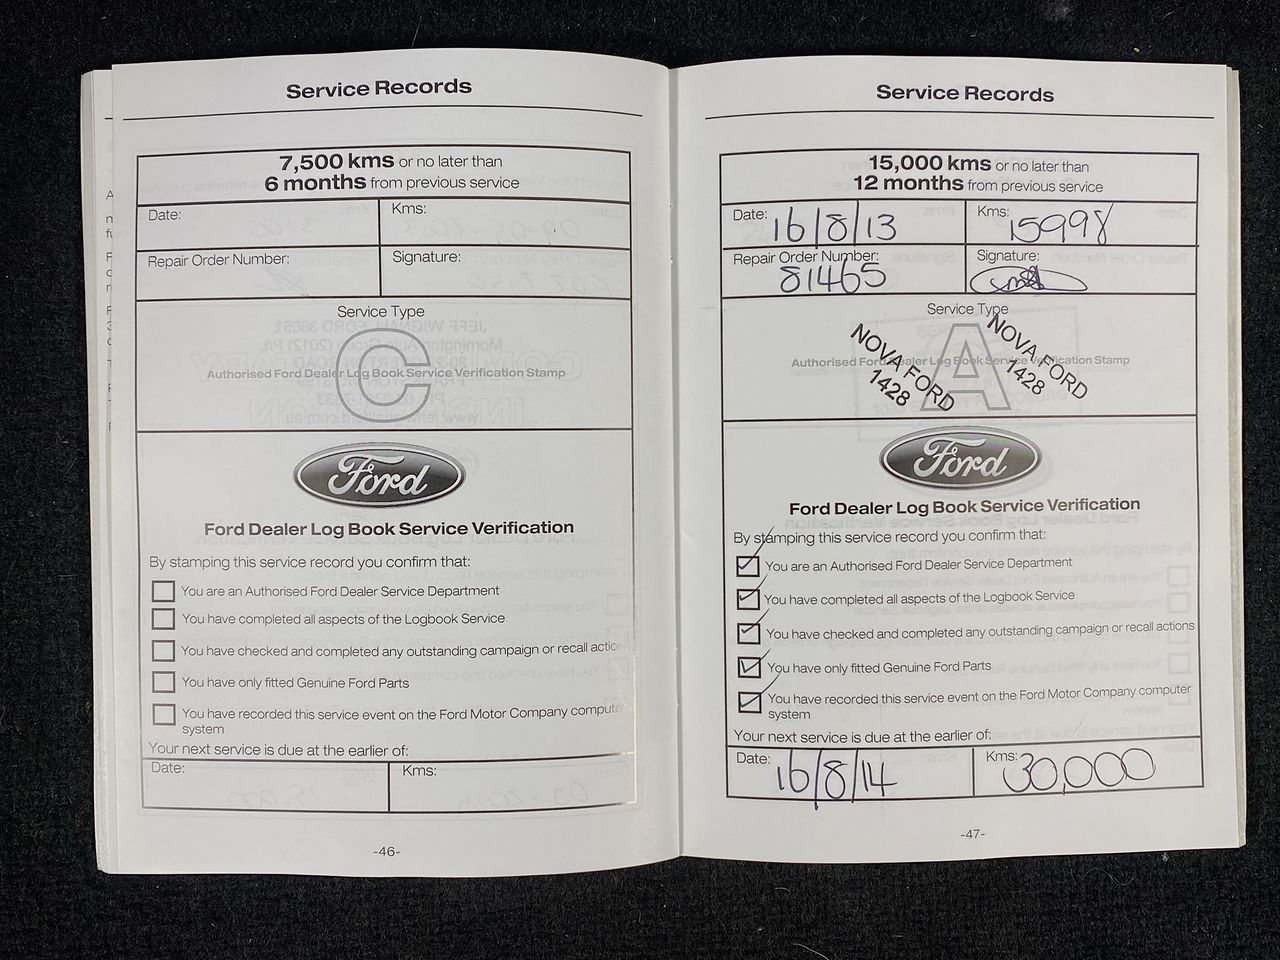 Service Records
7,500 kms or no later than
6 months from previous service
Date:
Kms:
Repair Order Number:
Signature:
Service Type
C
Authorised Ford Dealer Log Book Service Verification Stamp
Ford
Ford Dealer Log Book Service Verification
By stamping this service record you confirm that:
You are an Authorised Ford Dealer Service Department
You have completed all aspects of the Logbook Service
You have checked and completed any outstanding campaign or recall action
You have only fitted Genuine Ford Parts
You have recorded this service event on the Ford Motor Company computer
system
Your next service is due at the earlier of:
Date:
Kms:
-46-
Service Records
15,000 kms or no later than
12 months from previous service
Date: 16/8/13
Kms: 15998
Repair Order Number:
81465
Signature:
Service Type
A
Authorised Ford Dealer Log Book Service Verification Stamp
NOVA FORD
1428
NOVA FORD
1428
Ford
Ford Dealer Log Book Service Verification
By stamping this service record you confirm that:
You are an Authorised Ford Dealer Service Department
You have completed all aspects of the Logbook Service
You have checked and completed any outstanding campaign or recall actions
You have only fitted Genuine Ford Parts
You have recorded this service event on the Ford Motor Company computer
system
Your next service is due at the earlier of:
Date: 16/8/14
Kms: 30,000
-47-